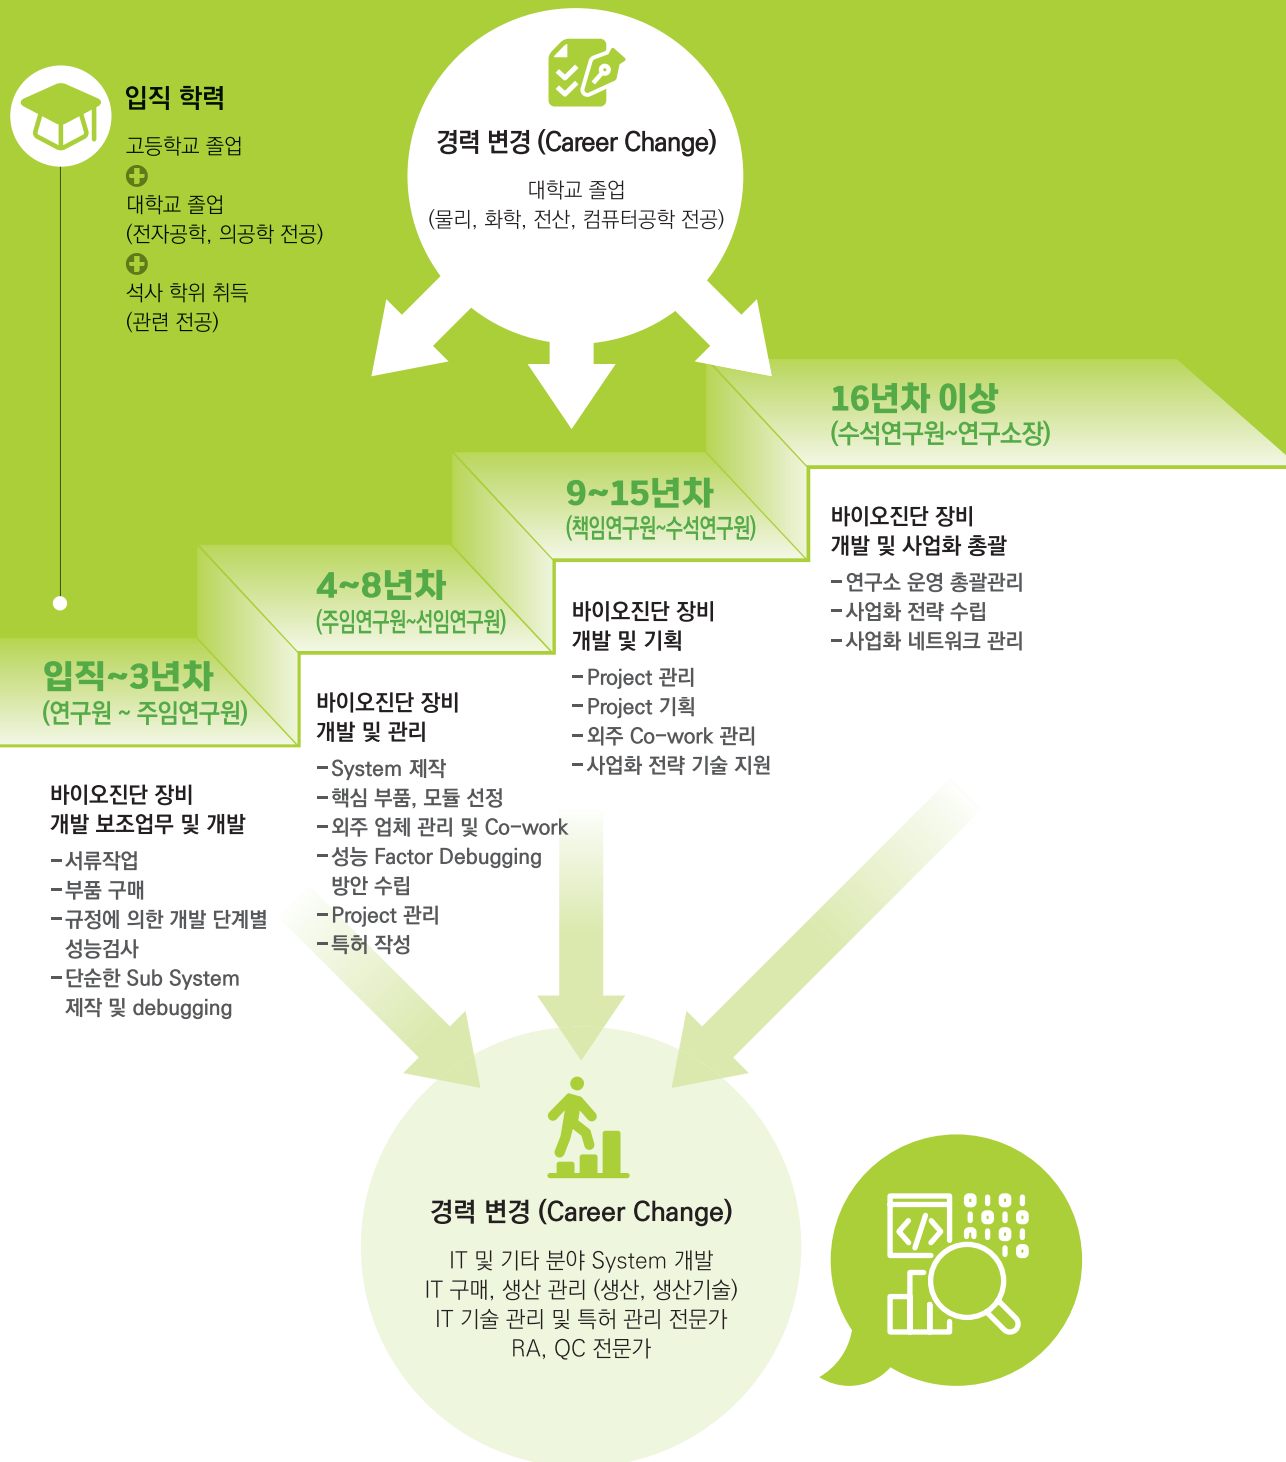 입직 학력
고등학교 졸업
대학교 졸업
(전자공학, 의공학 전공)
석사 학위 취득
(관련 전공)
경력 변경 (Career Change)
대학교 졸업
(물리, 화학, 전산, 컴퓨터공학 전공)
입직~3년차
(연구원 ~ 주임연구원)
바이오진단 장비
개발 보조업무 및 개발
-서류작업
-부품 구매
-규정에 의한 개발 단계별
성능검사
-단순한 Sub System
제작 및 debugging
4~8년차
(주임연구원~선임연구원)
바이오진단 장비
개발 및 관리
-System 제작
-핵심 부품, 모듈 선정
-외주 업체 관리 및 Co-work
-성능 Factor Debugging
방안 수립
-Project 관리
-특허 작성
9~15년차
(책임연구원~수석연구원)
바이오진단 장비
개발 및 기획
-Project 관리
-Project 기획
-외주 Co-work 관리
-사업화 전략 기술 지원
16년차 이상
(수석연구원~연구소장)
바이오진단 장비
개발 및 사업화 총괄
-연구소 운영 총괄관리
-사업화 전략 수립
-사업화 네트워크 관리
경력 변경 (Career Change)
IT 및 기타 분야 System 개발
IT 구매, 생산 관리 (생산, 생산기술)
IT 기술 관리 및 특허 관리 전문가
RA, QC 전문가